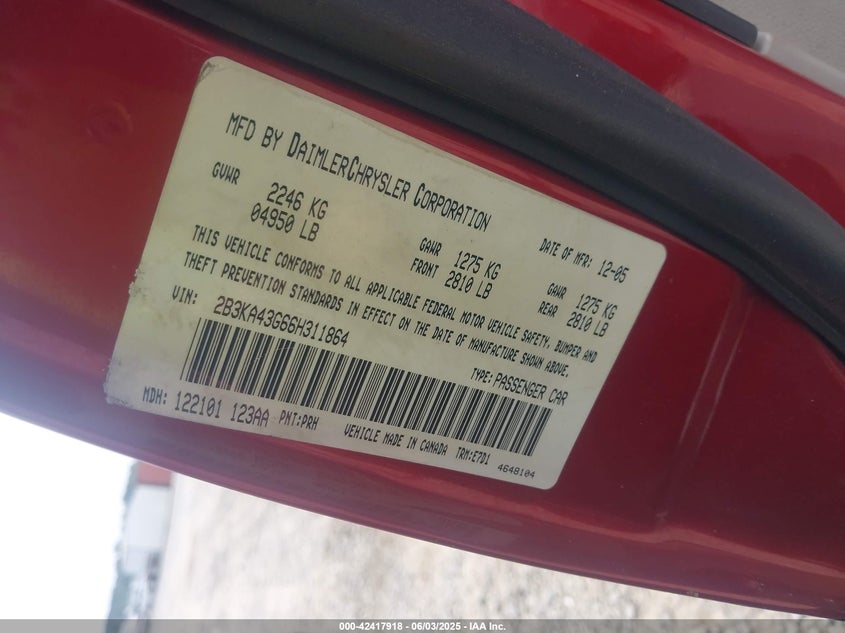 MFD BY DAIMLERCHRYSLER CORPORATION
DATE OF MFR: 12-05
GVWR 2246 KG
04950 LB
GAWR FRONT 1275 KG
2810 LB
GAWR REAR 1275 KG
2810 LB
THIS VEHICLE CONFORMS TO ALL APPLICABLE FEDERAL MOTOR VEHICLE SAFETY, BUMPER AND
THEFT PREVENTION STANDARDS IN EFFECT ON THE DATE OF MANUFACTURE SHOWN ABOVE.
VIN: 2B3KA43G66H311864
TYPE: PASSENGER CAR
MDH: 122101 123AA PNT:PRH VEHICLE MADE IN CANADA TRM:E7D1
4648104
000-42417918 - 06/03/2025 - IAA Inc.